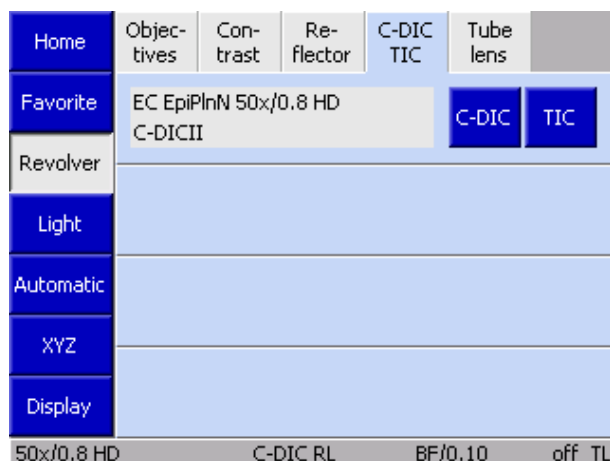 Home
Objec-
tives
Con-
trast
Re-
flector
C-DIC
TIC
Tube
lens
Favorite
EC EpiPlnN 50x/0.8 HD
C-DICII
C-DIC
TIC
Revolver
Light
Automatic
XYZ
Display
50x/0.8 HD C-DIC RL BF/0.10 off TL